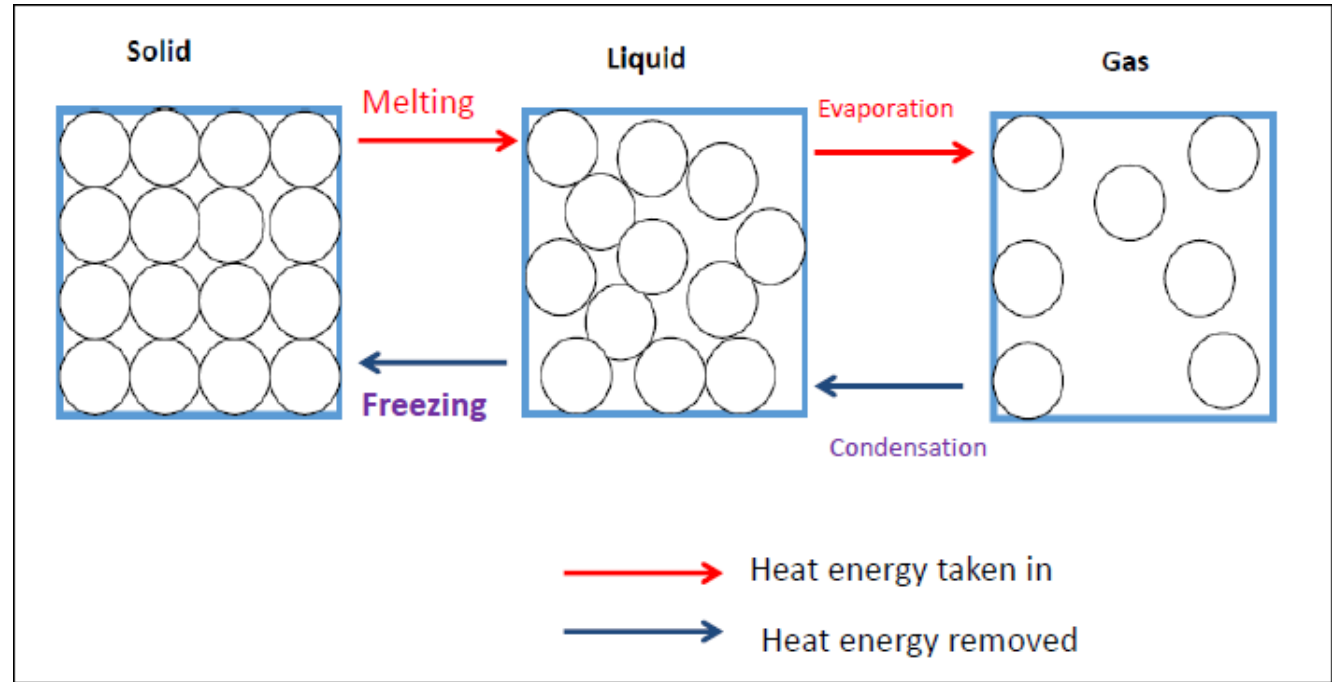 Solid
Liquid
Gas
Melting
Evaporation
Freezing
Condensation
Heat energy taken in
Heat energy removed